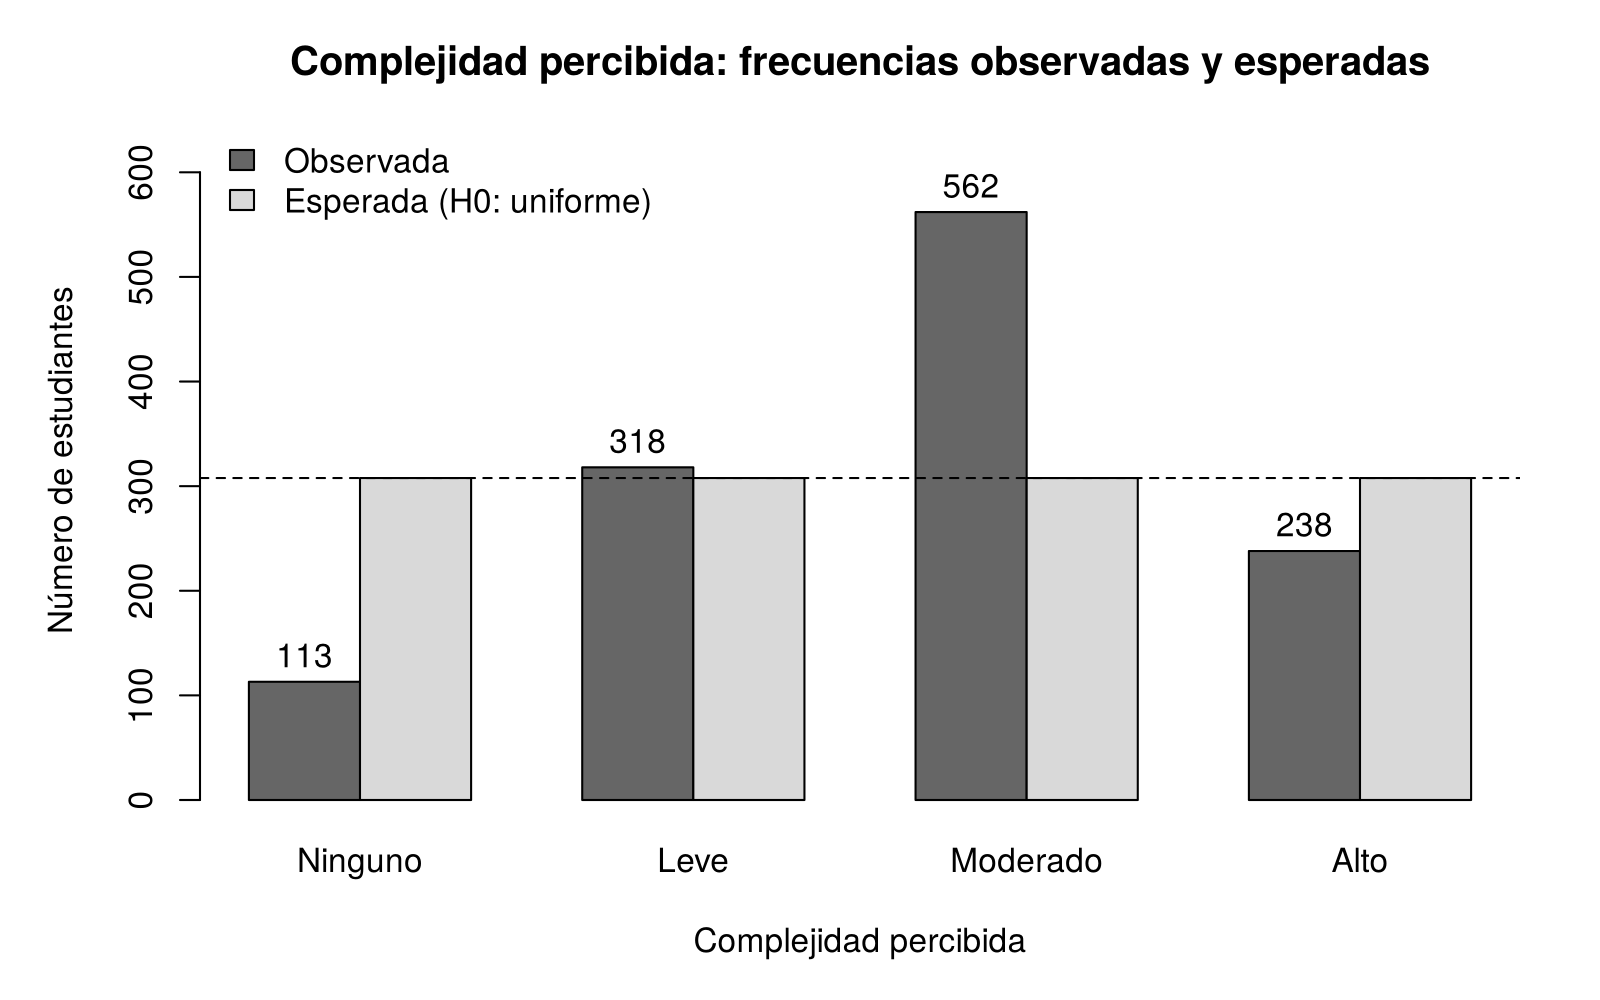 Complejidad percibida: frecuencias observadas y esperadas
Observada
Esperada (H0: uniforme)
Número de estudiantes
600
500
400
300
200
100
0
113
318
562
238
Ninguno
Leve
Moderado
Alto
Complejidad percibida